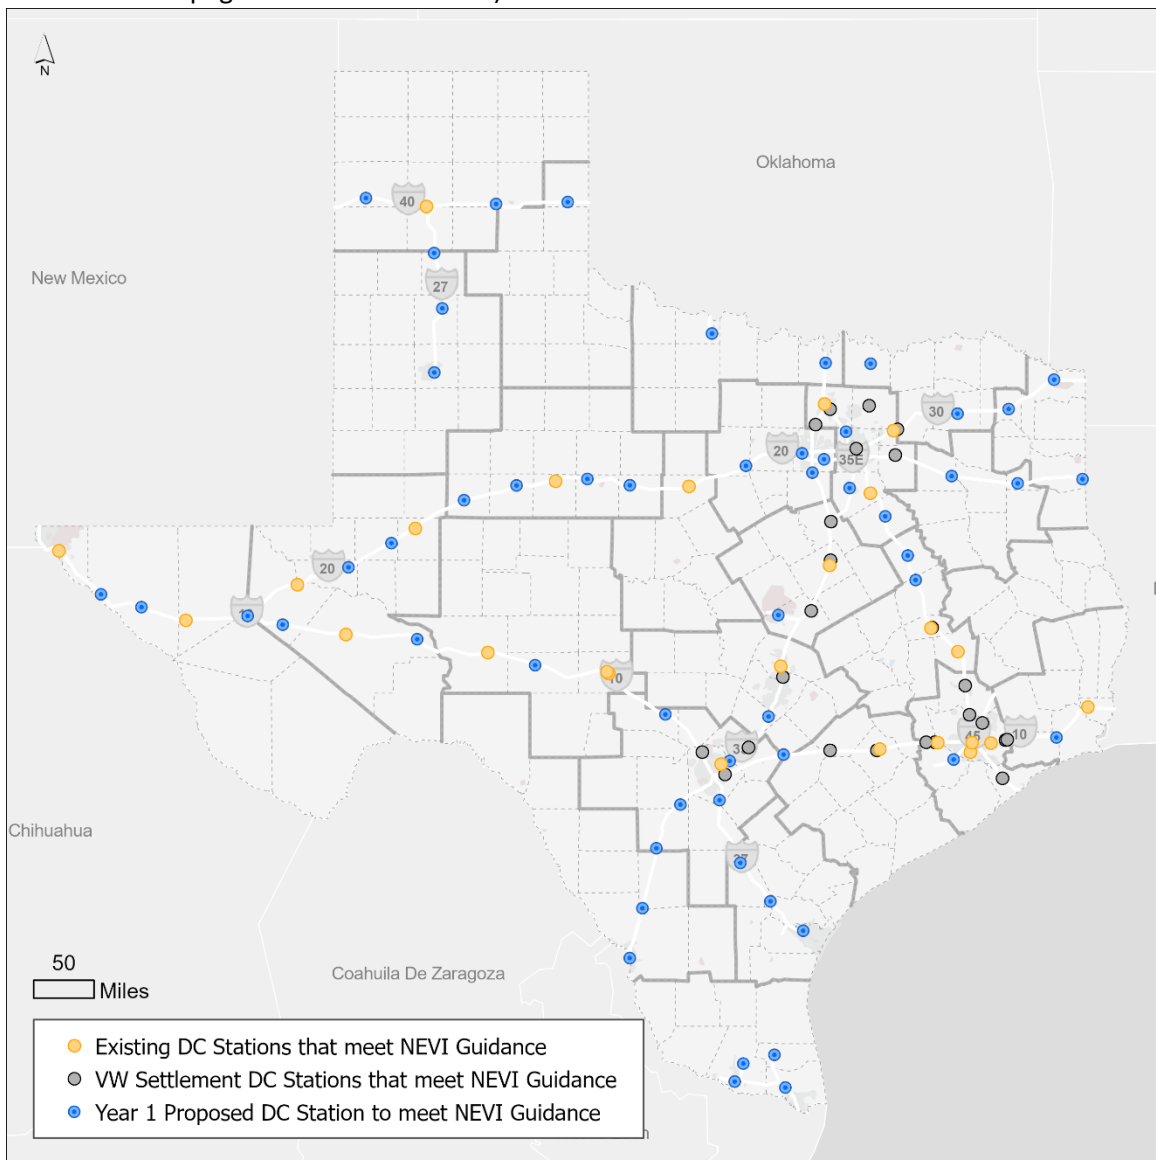 N
Oklahoma
40
New Mexico
27
30
20
35E
20
10
10
45
Chihuahua
50
Miles
Coahuila De Zaragoza
Existing DC Stations that meet NEVI Guidance
VW Settlement DC Stations that meet NEVI Guidance
Year 1 Proposed DC Station to meet NEVI Guidance